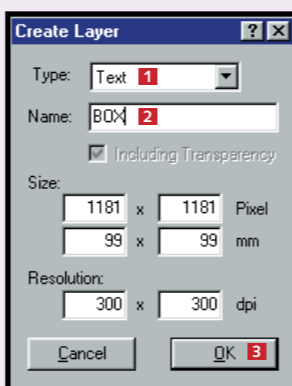 Create Layer ? ×
Type: Text 1
Name: BOX 2
Including Transparency
Size:
1181 x 1181 Pixel
99 x 99 mm
Resolution:
300 x 300 dpi
Cancel OK 3